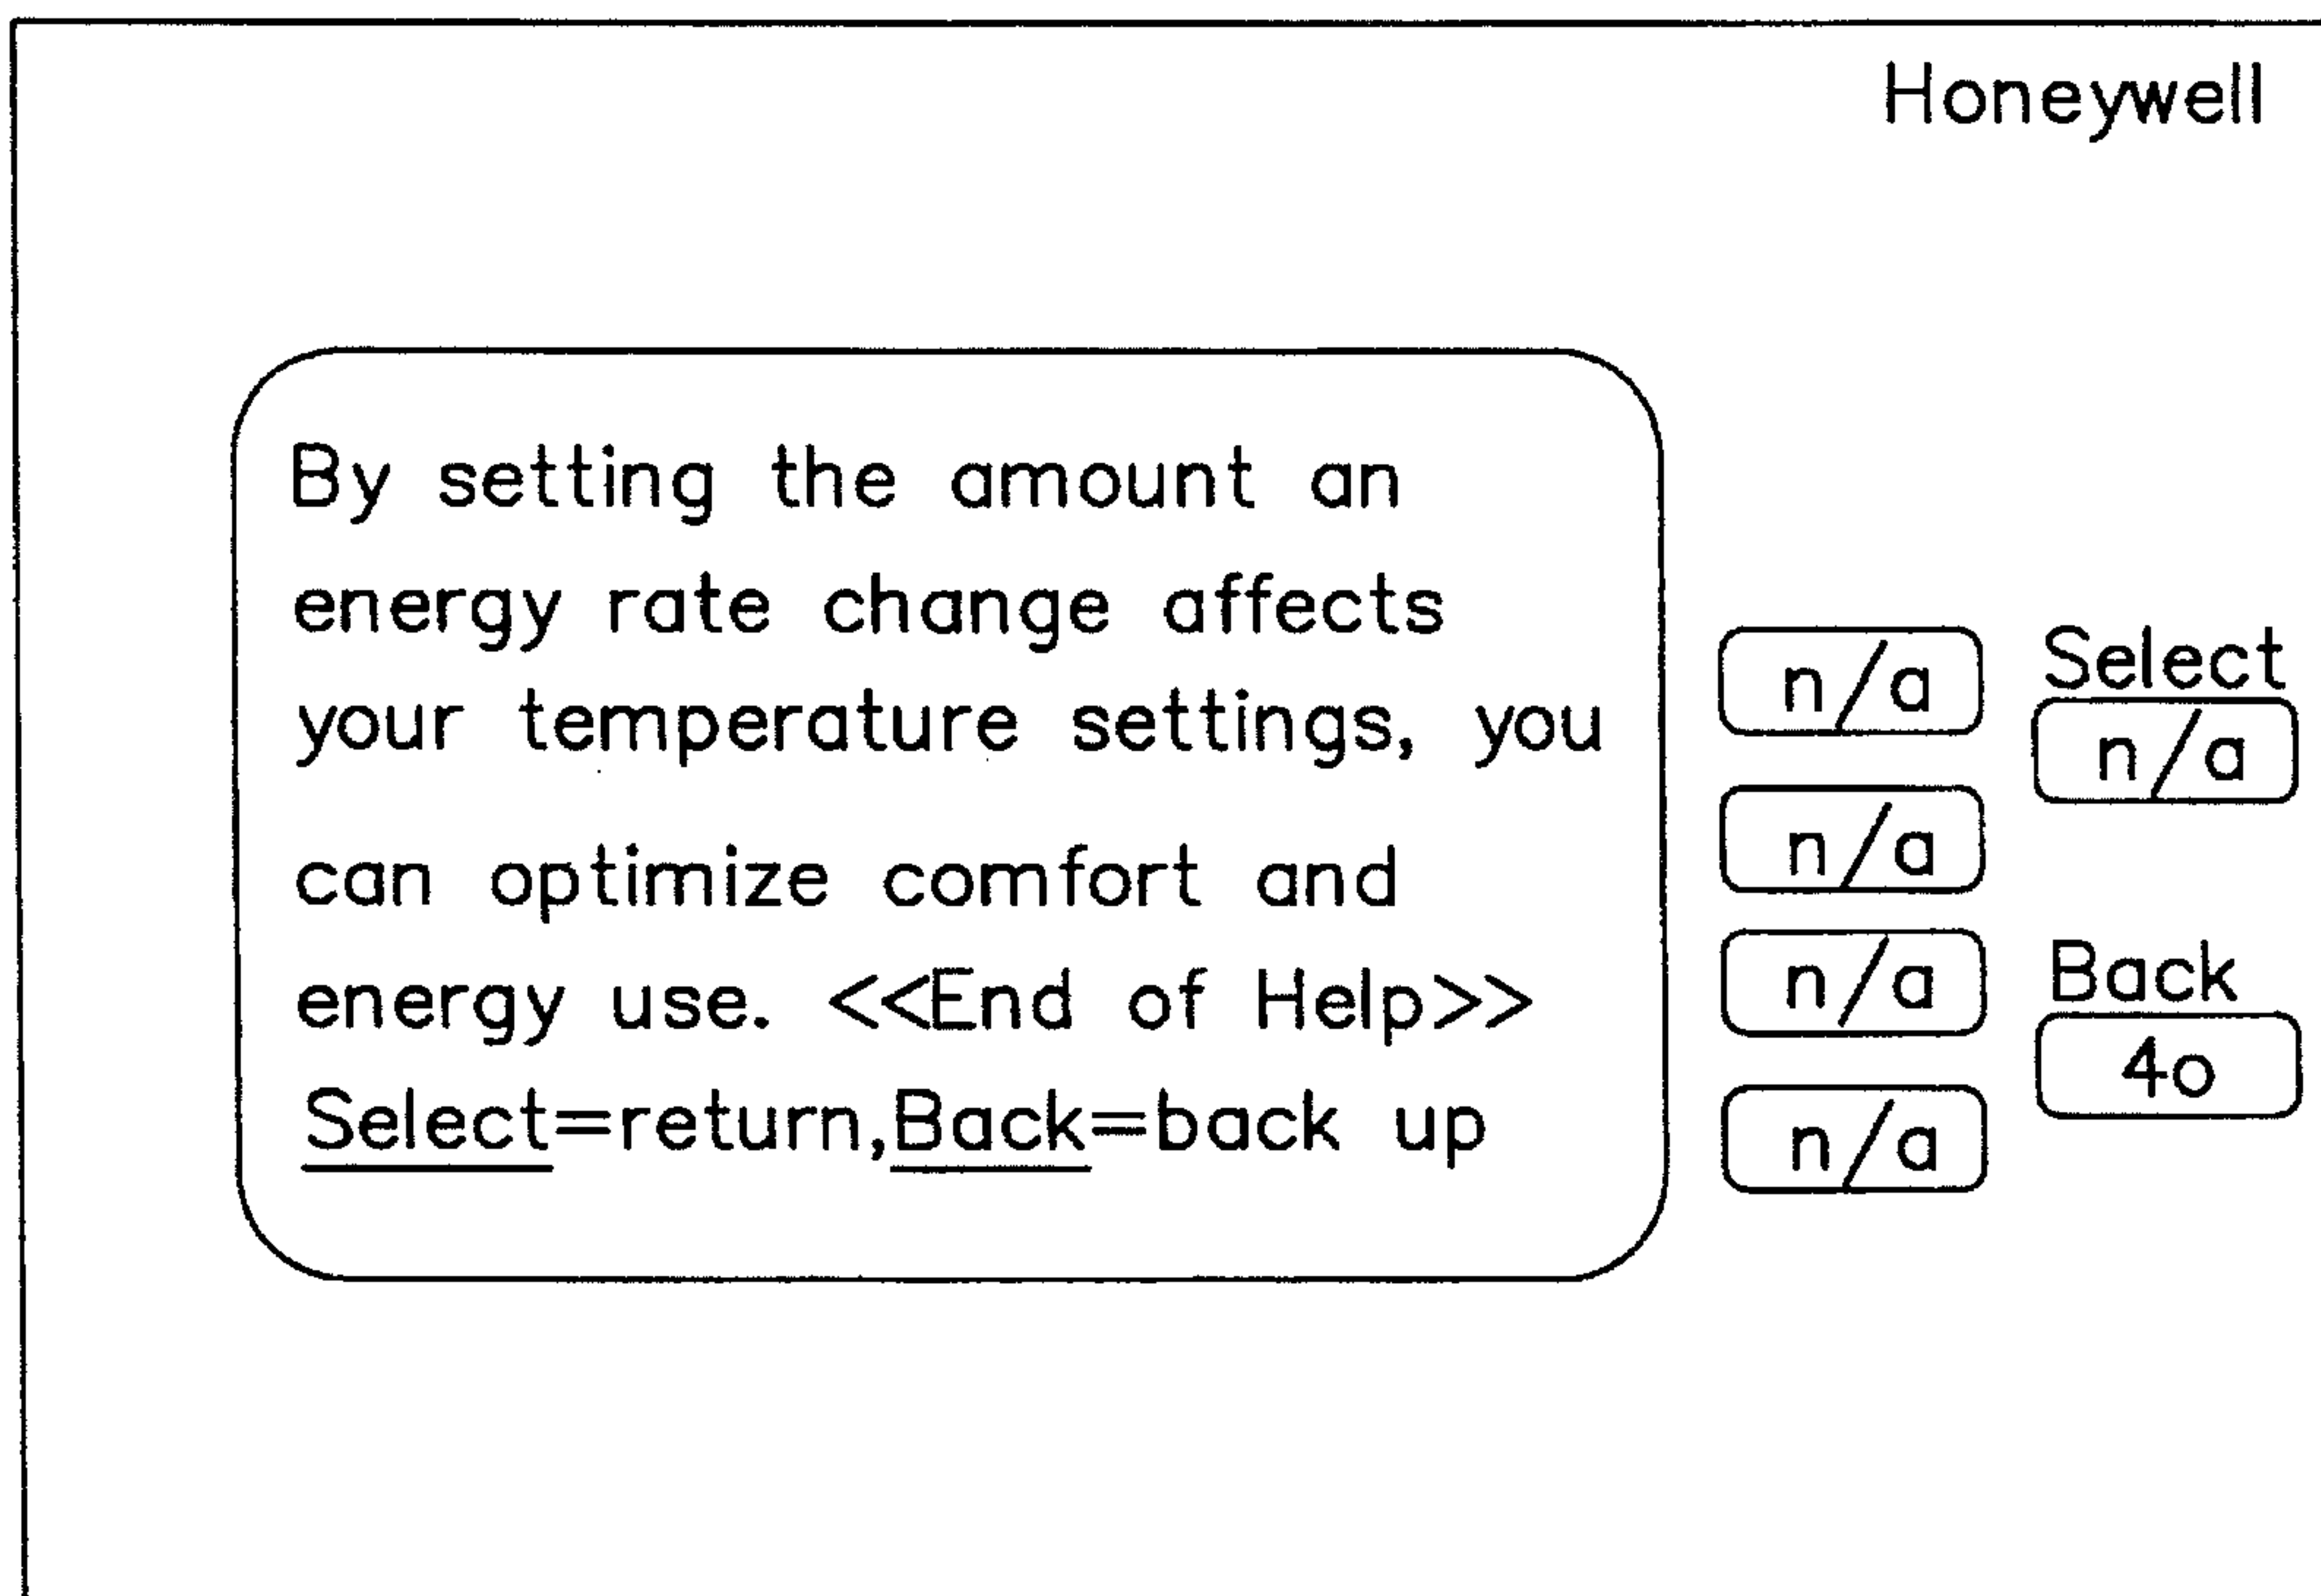 Honeywell
By setting the amount an
energy rate change affects
your temperature settings, you
can optimize comfort and
energy use. <<End of Help>>
Select=return,Back=back up
n/a
n/a
n/a
n/a
Select
n/a
Back
4o